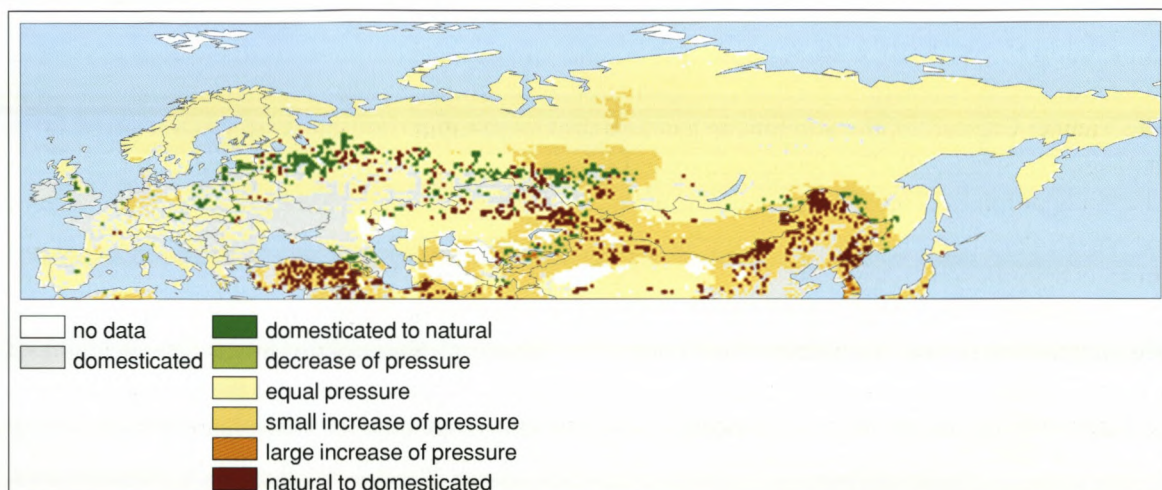 no data
domesticated
domesticated to natural
decrease of pressure
equal pressure
small increase of pressure
large increase of pressure
natural to domesticated